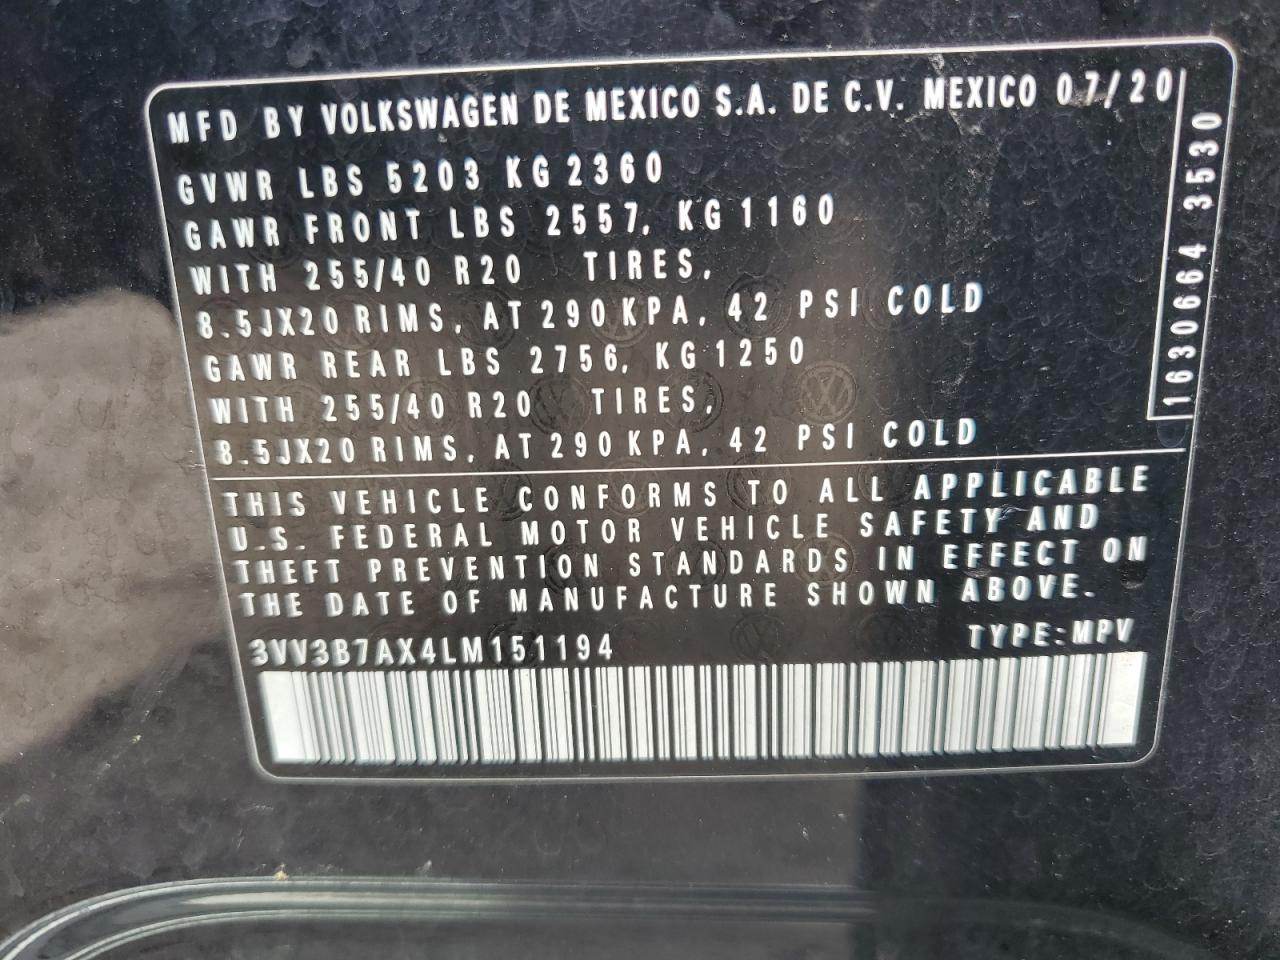 MFD BY VOLKSWAGEN DE MEXICO S.A. DE C.V. MEXICO 07/20
GVWR LBS 5203 KG 2360
GAWR FRONT LBS 2557, KG 1160
WITH 255/40 R20 TIRES,
8.5JX20 RIMS, AT 290 KPA, 42 PSI COLD
GAWR REAR LBS 2756, KG 1250
WITH 255/40 R20 TIRES,
8.5JX20 RIMS, AT 290 KPA, 42 PSI COLD
1630664 3530
THIS VEHICLE CONFORMS TO ALL APPLICABLE
U.S. FEDERAL MOTOR VEHICLE SAFETY AND
THEFT PREVENTION STANDARDS IN EFFECT ON
THE DATE OF MANUFACTURE SHOWN ABOVE.
3VV3B7AX4LM151194 TYPE:MPV